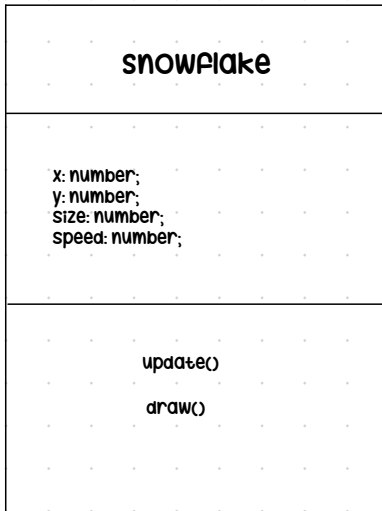 snowflake
x: number;
y: number;
size: number;
speed: number;
update()
draw()